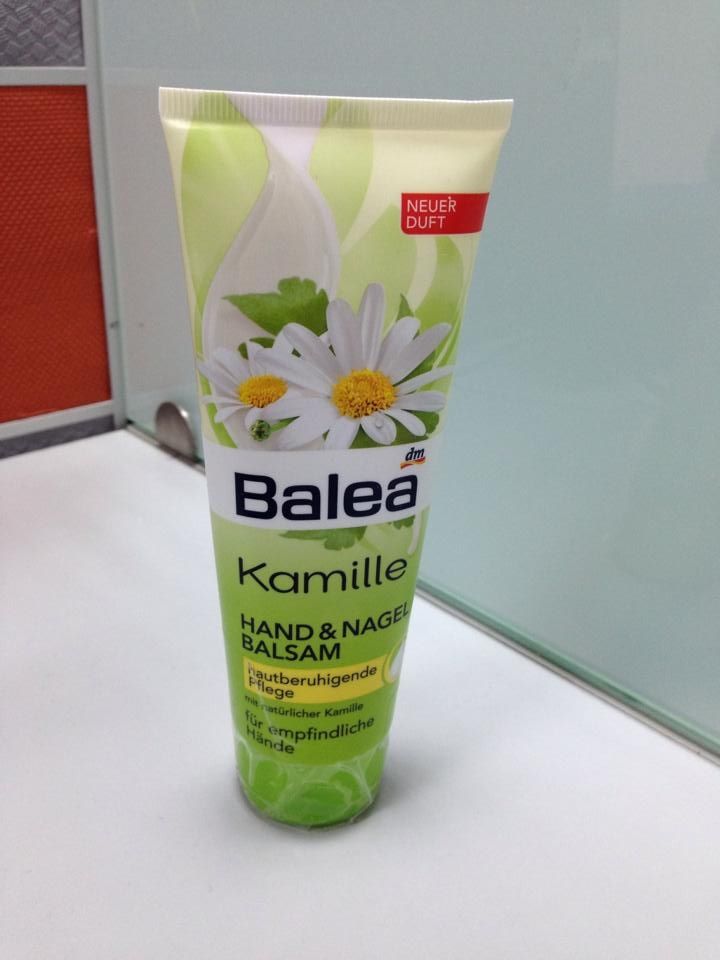 NEUER
DUFT
dm
Balea
Kamille
HAND & NAGEL
BALSAM
Hautberuhigende
Pflege
mit natürlicher Kamille
für empfindliche
Hände